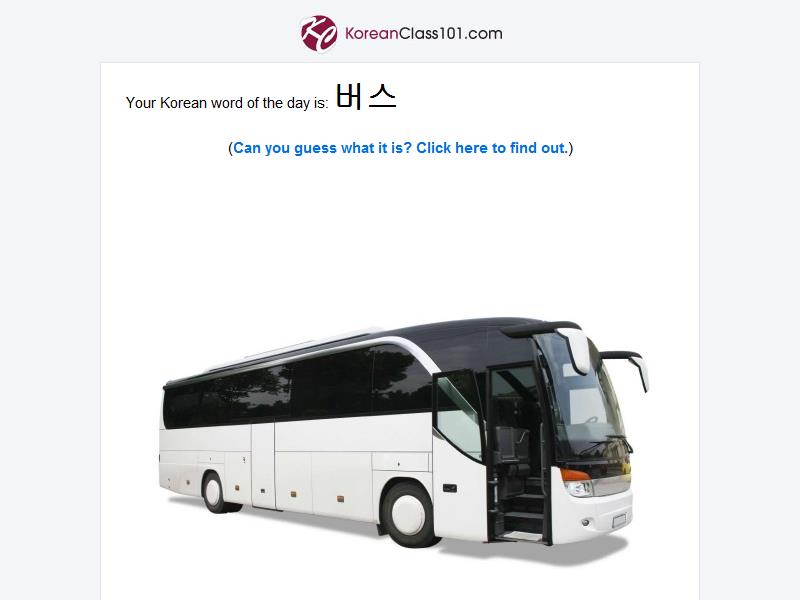 KoreanClass101.com
Your Korean word of the day is: 버스
(Can you guess what it is? Click here to find out.)